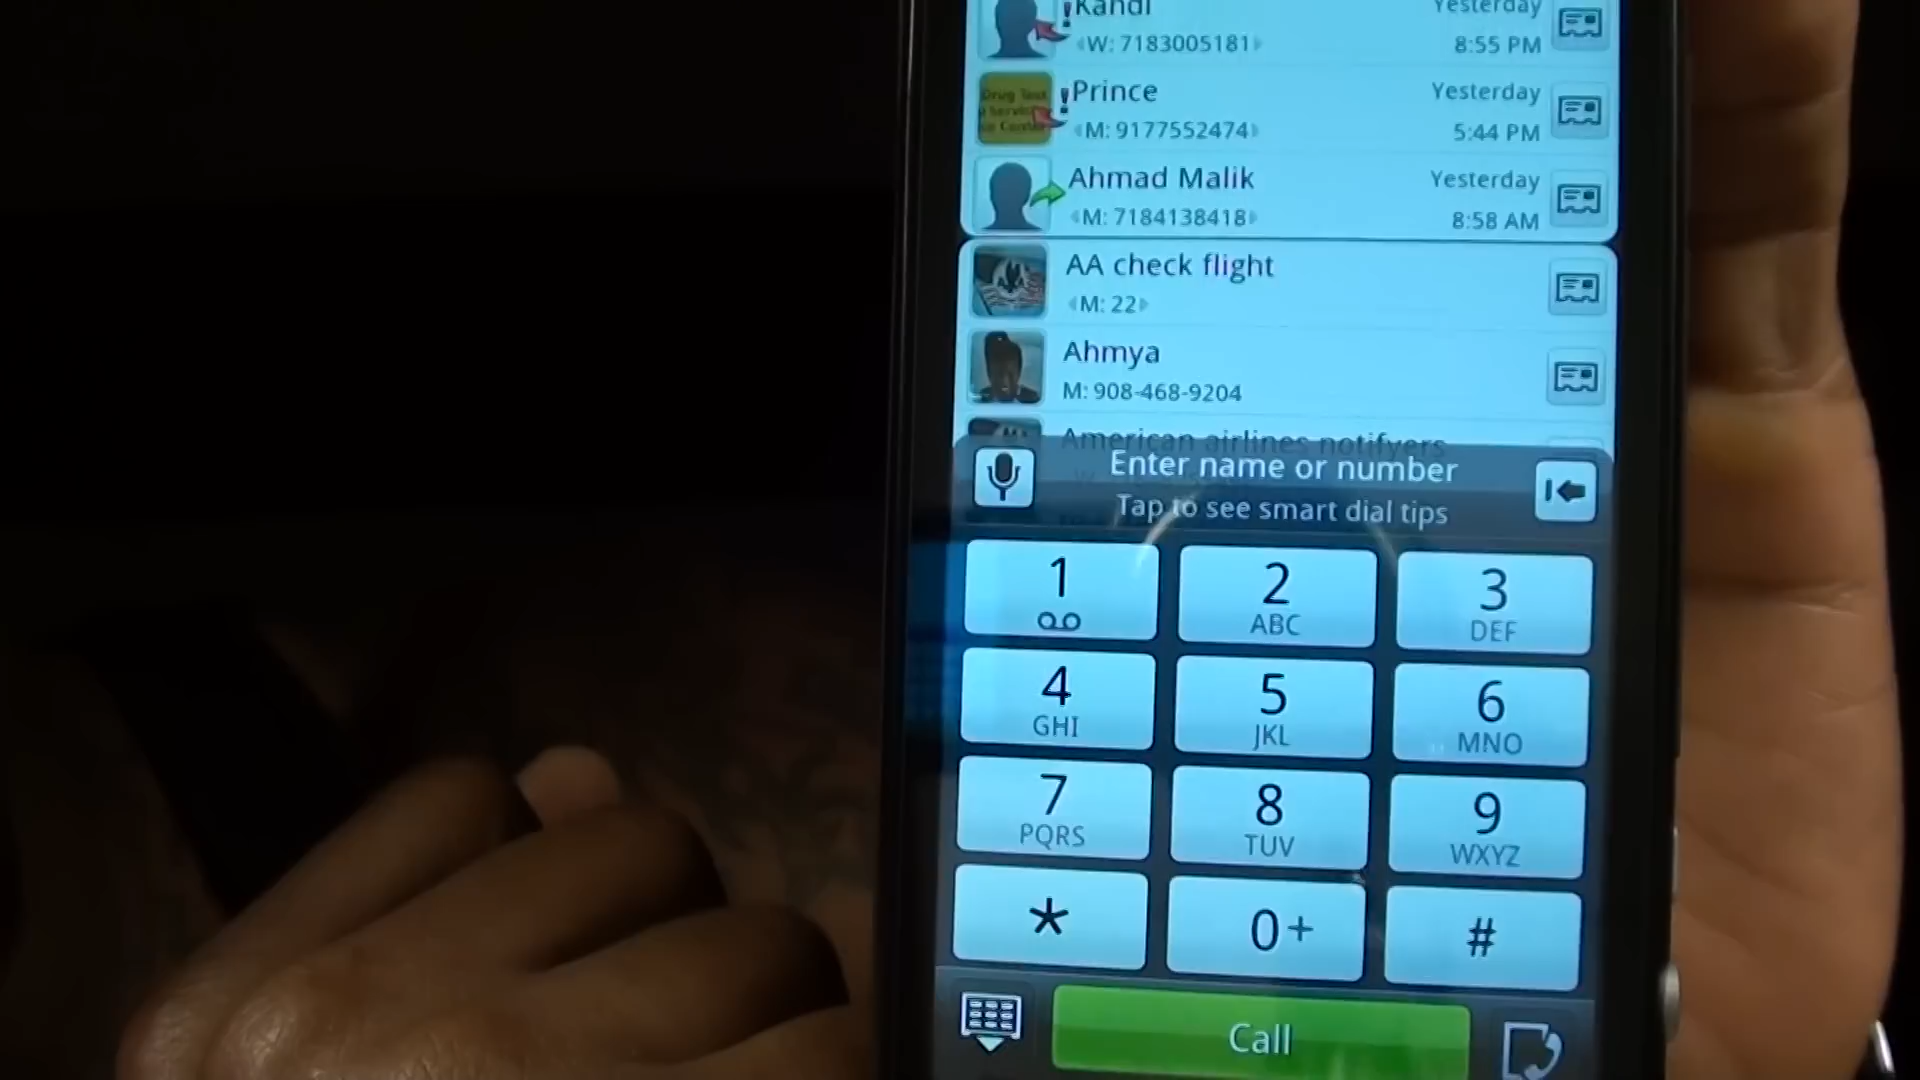 Kandi
Yesterday
W: 7183005181
8:55 PM
Prince
Yesterday
M: 9177552474
5:44 PM
Ahmad Malik
Yesterday
M: 7184138418
8:58 AM
AA check flight
M: 22
Ahmya
M: 908-468-9204
American airlines notifyers
Enter name or number
Tap to see smart dial tips
1
2
ABC
3
DEF
4
GHI
5
JKL
6
MNO
7
PQRS
8
TUV
9
WXYZ
*
0+
#
Call